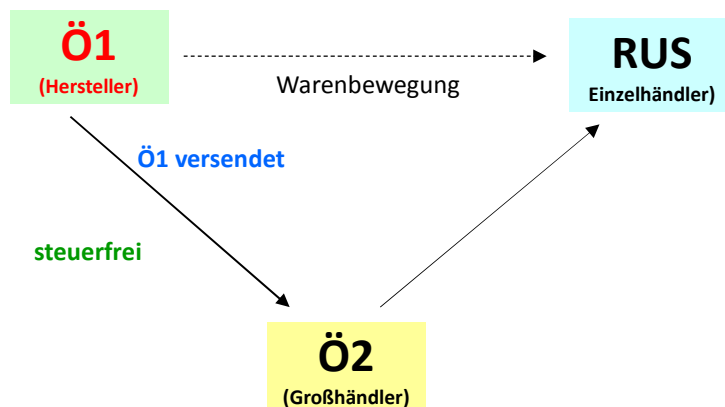 Ö1
(Hersteller)
RUS
Einzelhändler)
Warenbewegung
Ö1 versendet
steuerfrei
Ö2
(Großhändler)